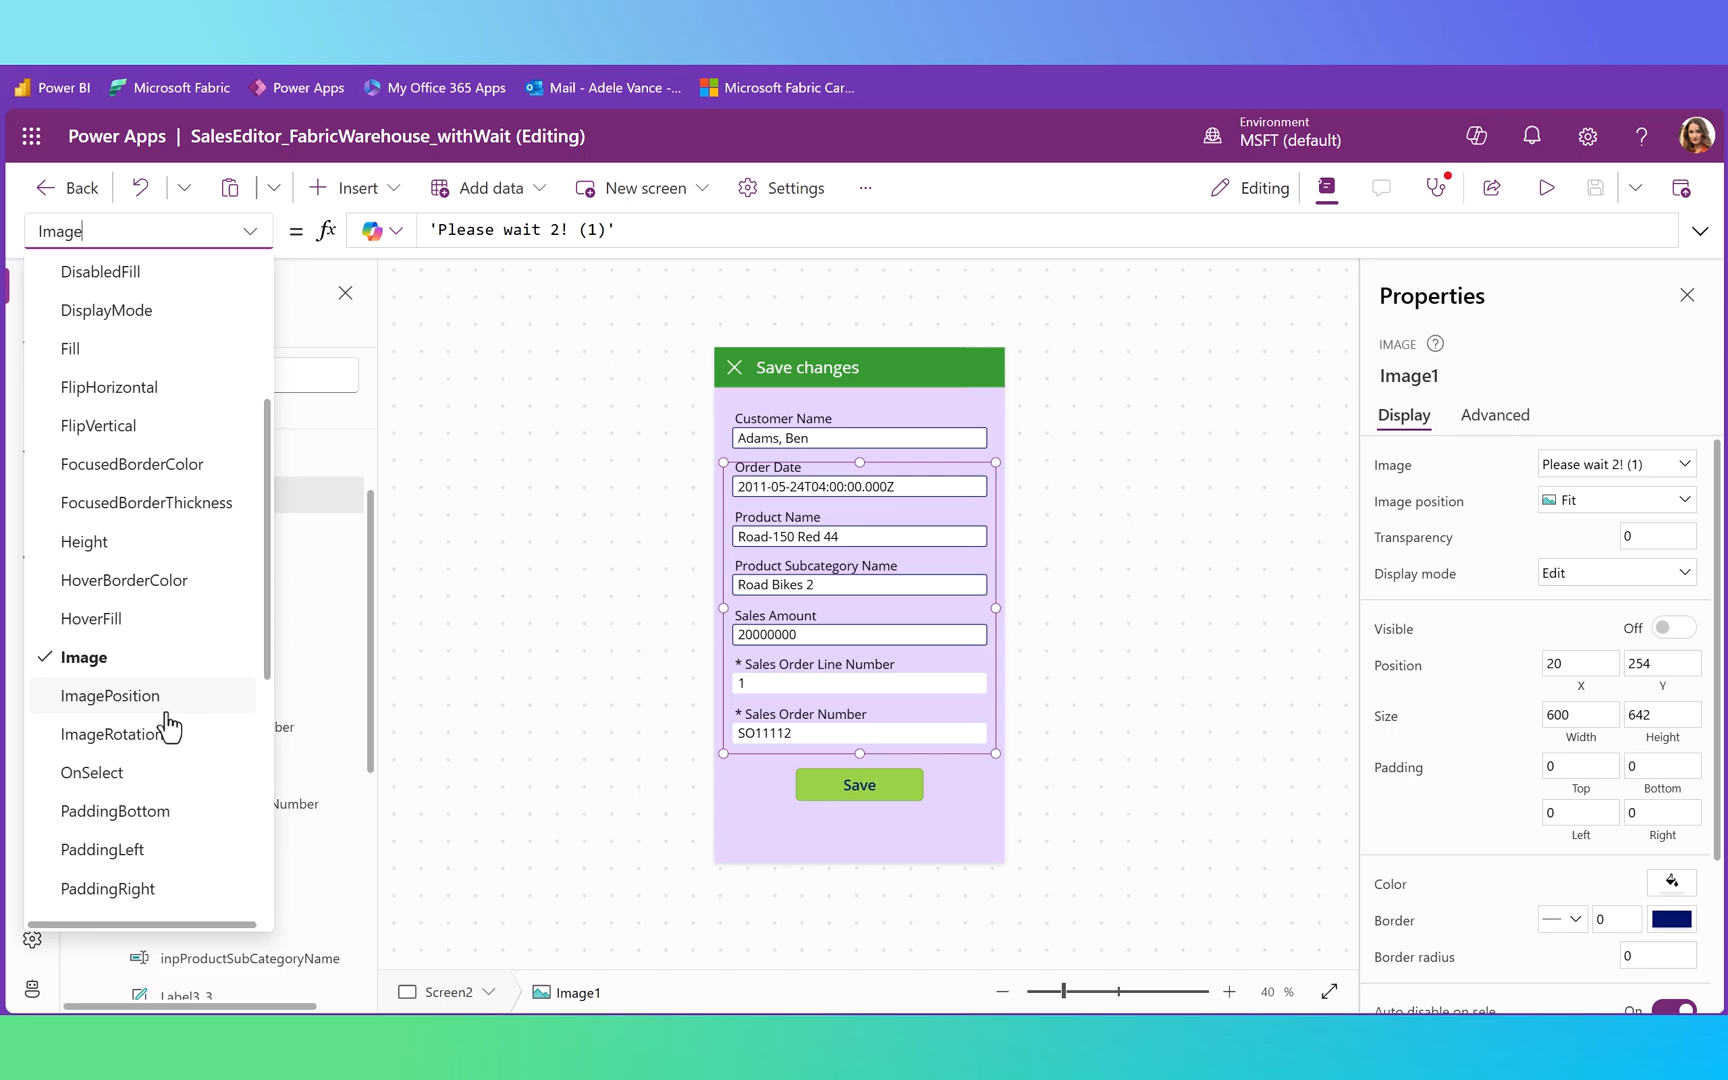 Power BI
Microsoft Fabric
Power Apps
My Office 365 Apps
Mail - Adele Vance -...
Microsoft Fabric Car...
Power Apps | SalesEditor_FabricWarehouse_withWait (Editing)
Environment
MSFT (default)
?
Back
Insert
Add data
New screen
Settings
...
Editing
Image
= fx
'Please wait 2! (1)'
DisabledFill
DisplayMode
Fill
FlipHorizontal
FlipVertical
FocusedBorderColor
FocusedBorderThickness
Height
HoverBorderColor
HoverFill
Image
ImagePosition
ImageRotation
OnSelect
PaddingBottom
PaddingLeft
PaddingRight
ber
Number
inpProductSubCategoryName
Label3_3
Save changes
Customer Name
Adams, Ben
Order Date
2011-05-24T04:00:00.000Z
Product Name
Road-150 Red 44
Product Subcategory Name
Road Bikes 2
Sales Amount
20000000
* Sales Order Line Number
1
* Sales Order Number
SO11112
Save
Screen2
Image1
40 %
Properties
IMAGE ?
Image1
Display
Advanced
Image
Please wait 2! (1)
Image position
Fit
Transparency
0
Display mode
Edit
Visible
Off
Position
20
254
X
Y
Size
600
642
Width
Height
Padding
0
0
Top
Bottom
0
0
Left
Right
Color
Border
0
Border radius
0
Auto disable on sele
On